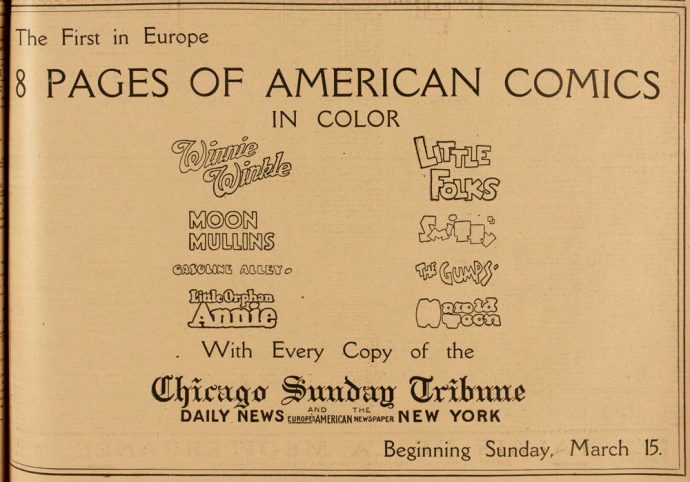 The First in Europe
8 PAGES OF AMERICAN COMICS
IN COLOR
Winnie
Winkle
LITTLE
FOLKS
MOON
MULLINS
Smitty
GASOLINE ALLEY
THE GUMPS
Little Orphan
Annie
Harold
Teen
With Every Copy of the
Chicago Sunday Tribune
DAILY NEWS AND THE EUROPE'S AMERICAN NEWSPAPER NEW YORK
Beginning Sunday, March 15.